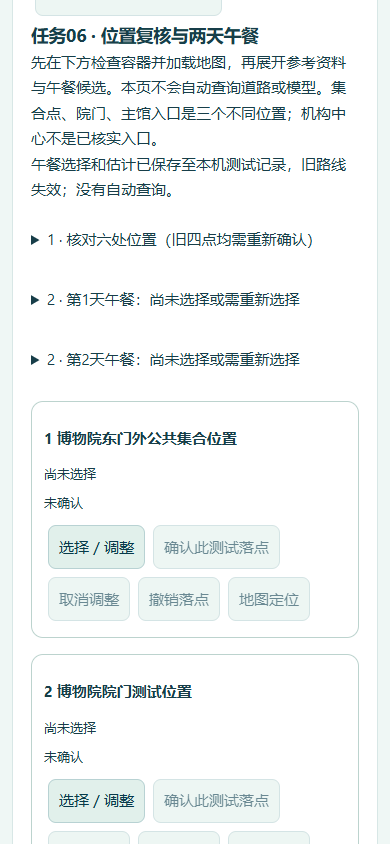 任务06 · 位置复核与两天午餐
先在下方检查容器并加载地图，再展开参考资料
与午餐候选。本页不会自动查询道路或模型。集
合点、院门、主馆入口是三个不同位置；机构中
心不是已核实入口。
午餐选择和估计已保存至本机测试记录，旧路线
失效；没有自动查询。
1 · 核对六处位置（旧四点均需重新确认）
2 · 第1天午餐：尚未选择或需重新选择
2 · 第2天午餐：尚未选择或需重新选择
1 博物院东门外公共集合位置
尚未选择
未确认
选择 / 调整 确认此测试落点
取消调整 撤销落点 地图定位
2 博物院院门测试位置
尚未选择
未确认
选择 / 调整 确认此测试落点